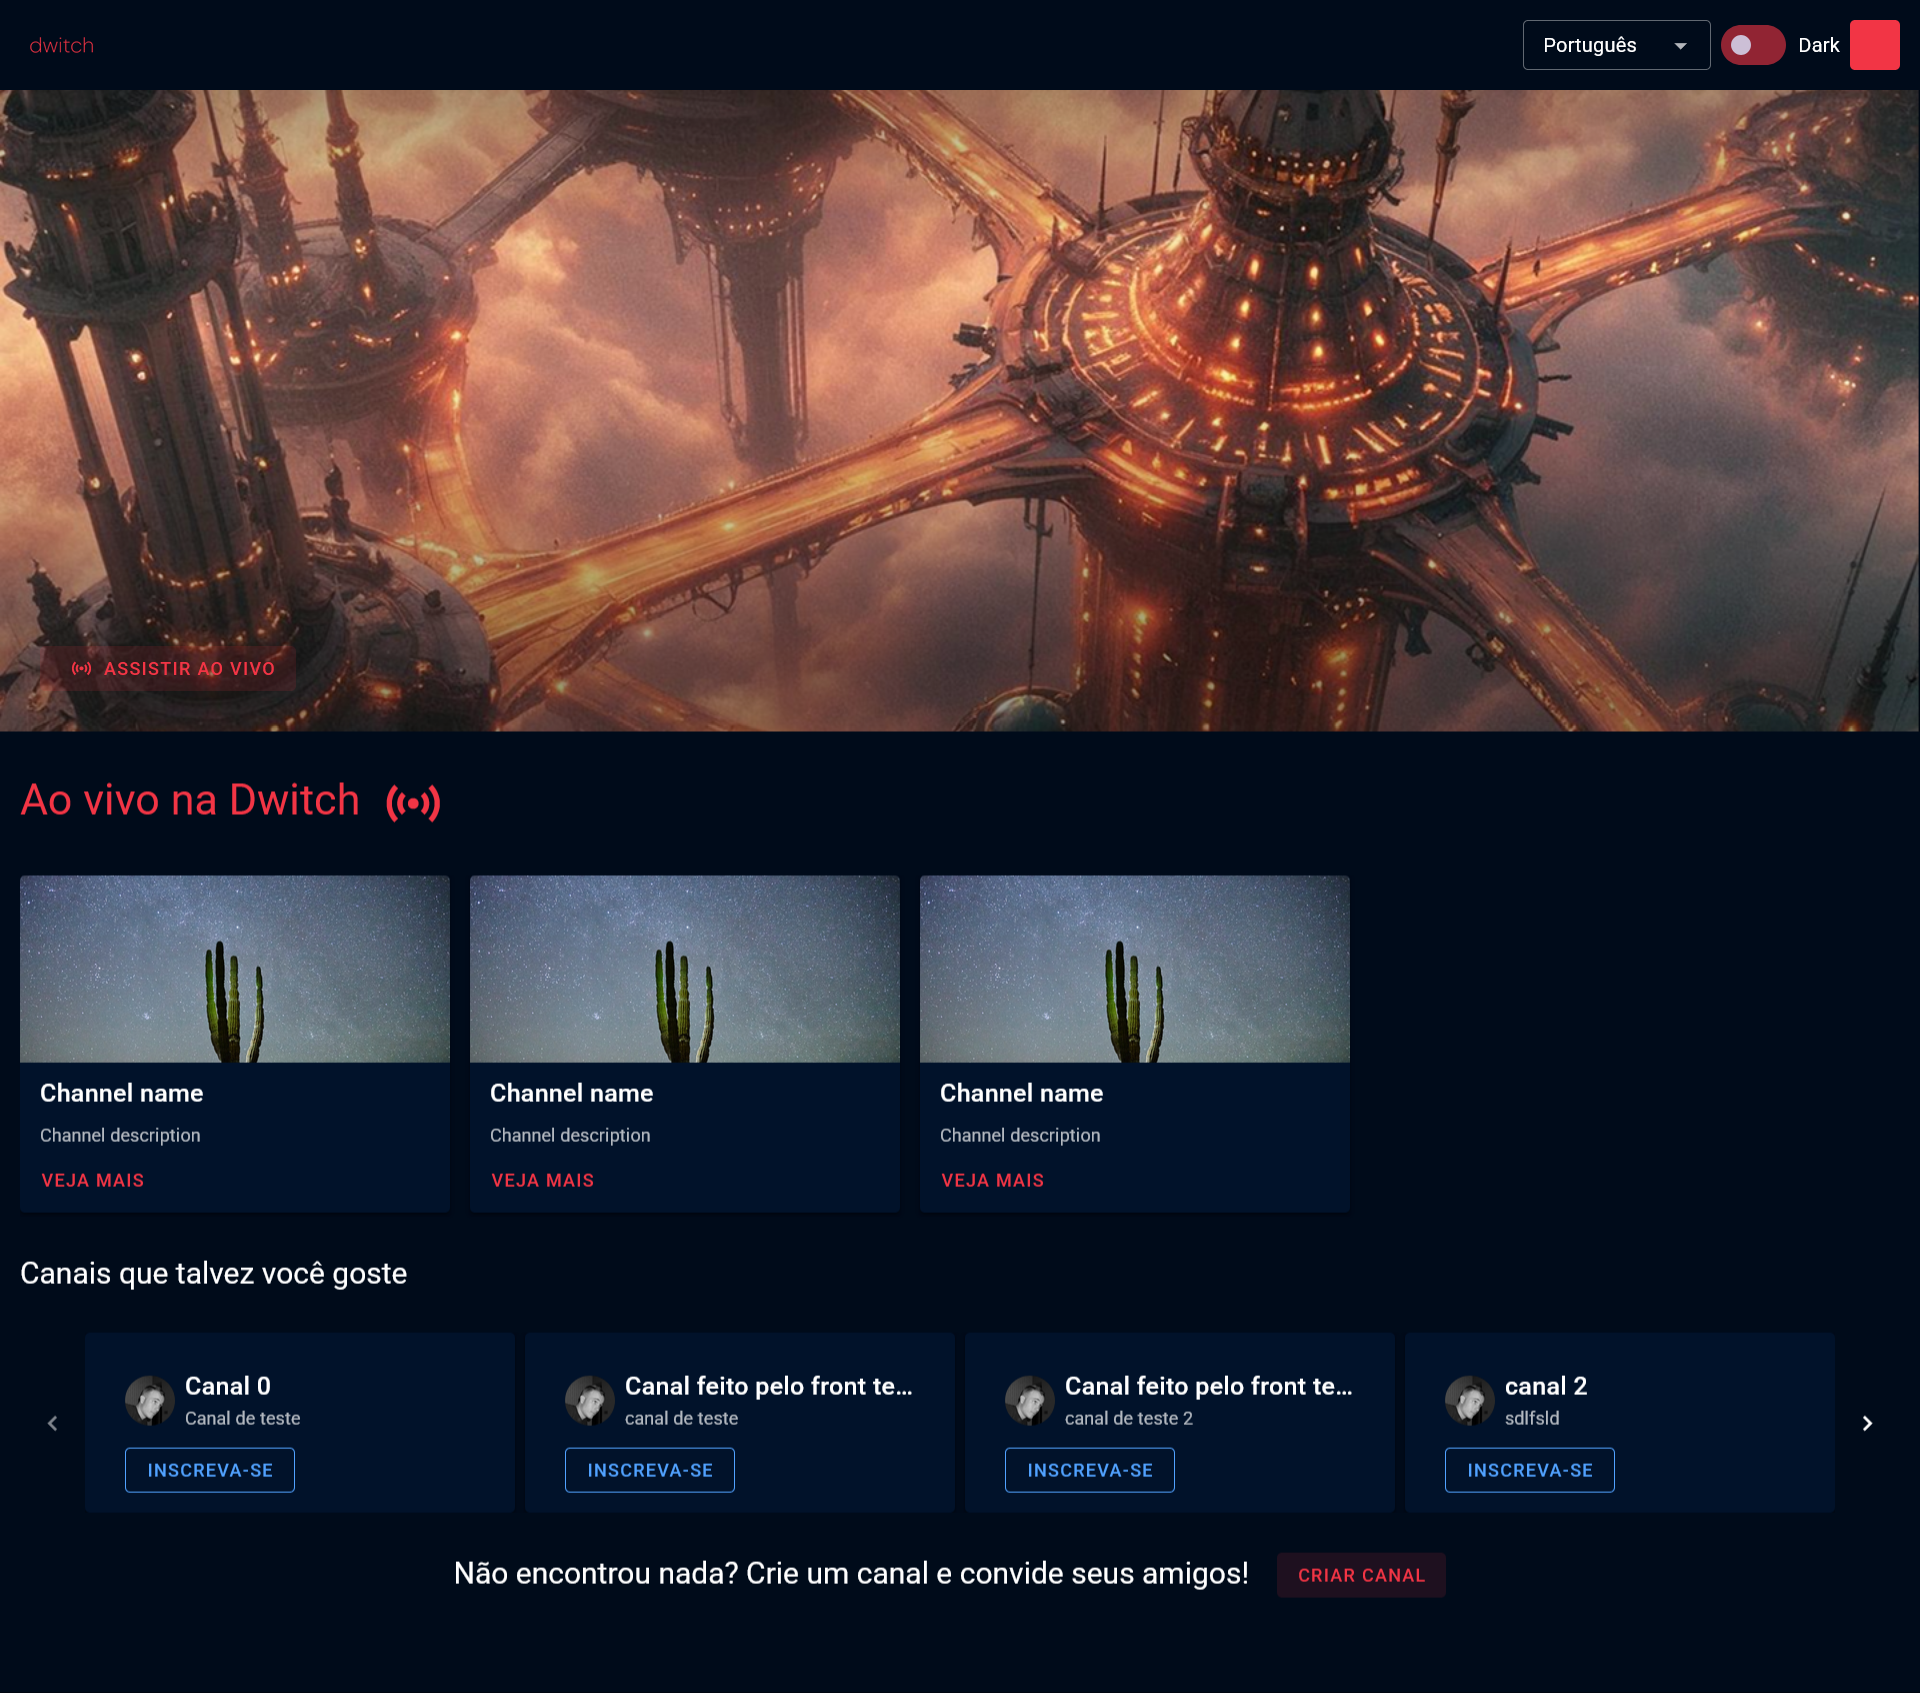 dwitch
Português
Dark
ASSISTIR AO VIVO
Ao vivo na Dwitch
Channel name
Channel description
VEJA MAIS
Channel name
Channel description
VEJA MAIS
Channel name
Channel description
VEJA MAIS
Canais que talvez você goste
Canal 0
Canal de teste
INSCREVA-SE
Canal feito pelo front te...
canal de teste
INSCREVA-SE
Canal feito pelo front te...
canal de teste 2
INSCREVA-SE
canal 2
sdlfsld
INSCREVA-SE
Não encontrou nada? Crie um canal e convide seus amigos!
CRIAR CANAL